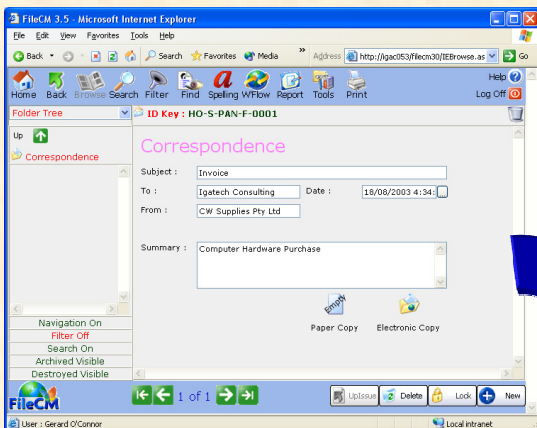 FileCM 3.5 - Microsoft Internet Explorer
File Edit View Favorites Tools Help
Back Search Favorites Media » Address http://igac053/filecm30/IEBrowse.as Go
Home Back Browse Search Filter Find Spelling WFlow Report Tools Print Help
Log Off
Folder Tree ID Key : HO-S-PAN-F-0001
Up
Correspondence
Correspondence
Subject : Invoice
To : Igatech Consulting Date : 18/08/2003 4:34: ...
From : CW Supplies Pty Ltd
Summary : Computer Hardware Purchase
Empty
Paper Copy Electronic Copy
Navigation On
Filter Off
Search On
Archived Visible
Destroyed Visible
FileCM 1 of 1 UpIssue Delete Lock New
User : Gerard O'Connor Local intranet